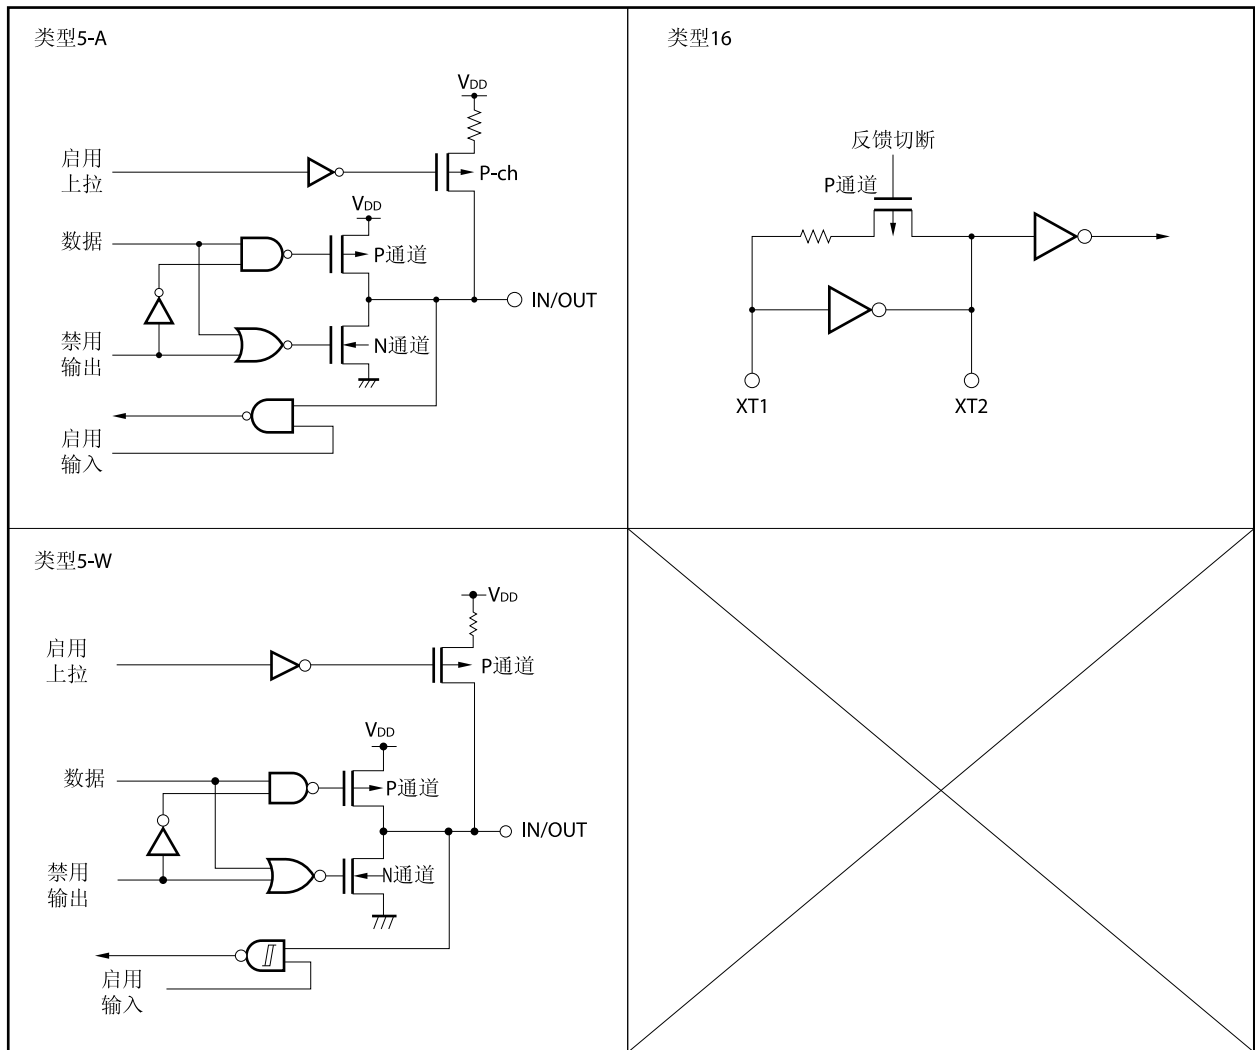 类型5-A
VDD
启用
上拉
P-ch
VDD
数据
P通道
IN/OUT
禁用
输出
N通道
启用
输入
类型16
反馈切断
P通道
XT1
XT2
类型5-W
VDD
启用
上拉
P通道
VDD
数据
P通道
IN/OUT
禁用
输出
N通道
启用
输入